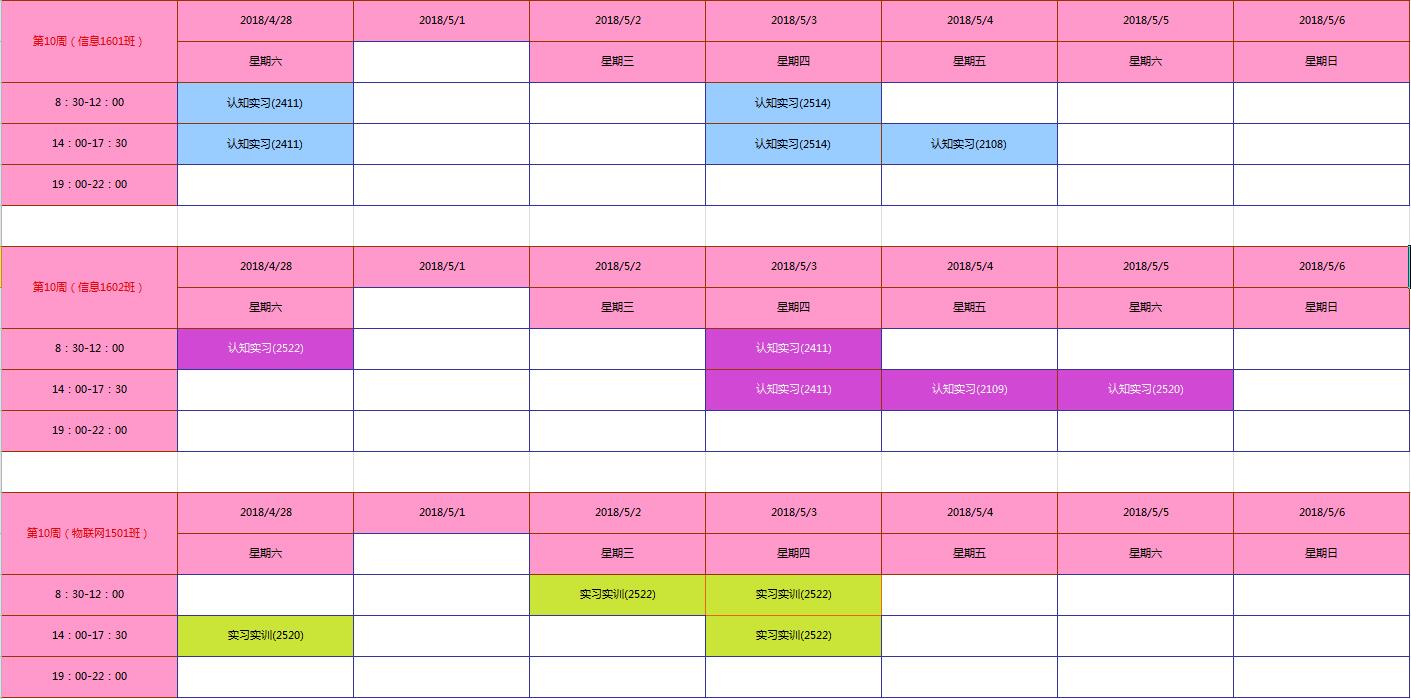 第10周（信息1601班） 2018/4/28 2018/5/1 2018/5/2 2018/5/3 2018/5/4 2018/5/5 2018/5/6
星期六 星期三 星期四 星期五 星期六 星期日
8：30-12：00 认知实习(2411) 认知实习(2514)
14：00-17：30 认知实习(2411) 认知实习(2514) 认知实习(2108)
19：00-22：00
第10周（信息1602班） 2018/4/28 2018/5/1 2018/5/2 2018/5/3 2018/5/4 2018/5/5 2018/5/6
星期六 星期三 星期四 星期五 星期六 星期日
8：30-12：00 认知实习(2522) 认知实习(2411)
14：00-17：30 认知实习(2411) 认知实习(2109) 认知实习(2520)
19：00-22：00
第10周（物联网1501班） 2018/4/28 2018/5/1 2018/5/2 2018/5/3 2018/5/4 2018/5/5 2018/5/6
星期六 星期三 星期四 星期五 星期六 星期日
8：30-12：00 实习实训(2522) 实习实训(2522)
14：00-17：30 实习实训(2520) 实习实训(2522)
19：00-22：00